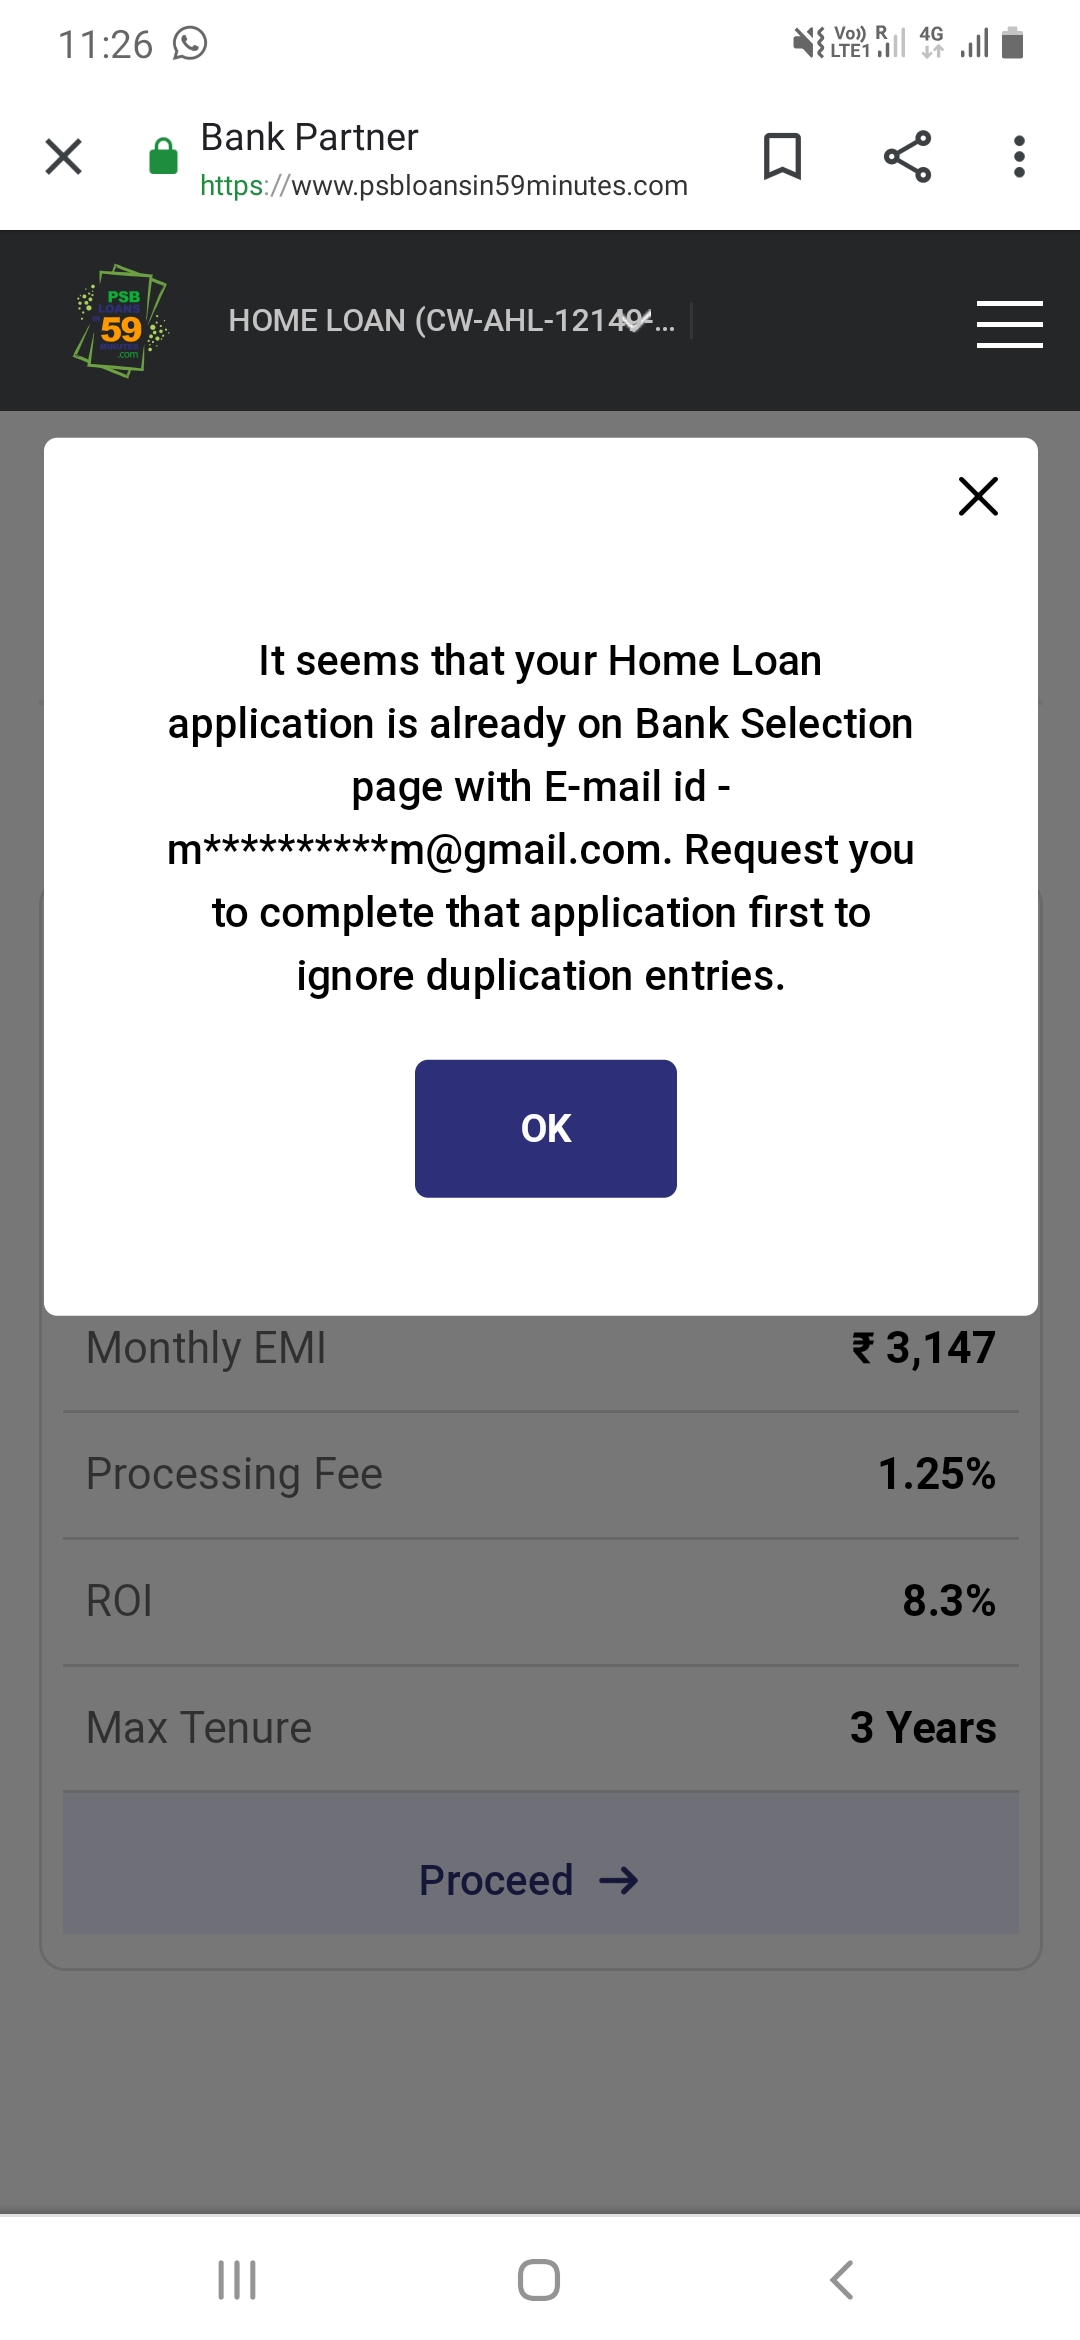 11:26
Vo)) R 4G
LTE1
Bank Partner
https://www.psbloansin59minutes.com
PSB
LOANS
59
MINUTES
.com
HOME LOAN (CW-AHL-12149-...
It seems that your Home Loan
application is already on Bank Selection
page with E-mail id -
m**********m@gmail.com. Request you
to complete that application first to
ignore duplication entries.
OK
Monthly EMI ₹ 3,147
Processing Fee 1.25%
ROI 8.3%
Max Tenure 3 Years
Proceed →